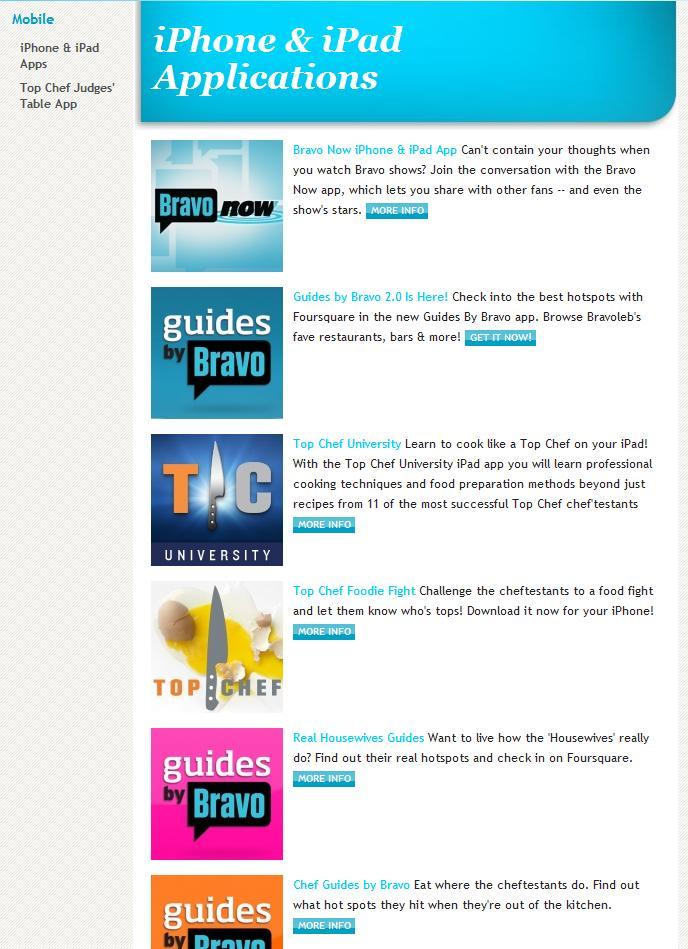 Mobile
iPhone & iPad
Apps
Top Chef Judges'
Table App
iPhone & iPad
Applications
Bravo now
Bravo Now iPhone & iPad App Can't contain your thoughts when
you watch Bravo shows? Join the conversation with the Bravo
Now app, which lets you share with other fans -- and even the
show's stars. MORE INFO
guides
by Bravo
Guides by Bravo 2.0 Is Here! Check into the best hotspots with
Foursquare in the new Guides By Bravo app. Browse Bravoleb's
fave restaurants, bars & more! GET IT NOW!
T C
UNIVERSITY
Top Chef University Learn to cook like a Top Chef on your iPad!
With the Top Chef University iPad app you will learn professional
cooking techniques and food preparation methods beyond just
recipes from 11 of the most successful Top Chef chef'testants
MORE INFO
TOP CHEF
Top Chef Foodie Fight Challenge the cheftestants to a food fight
and let them know who's tops! Download it now for your iPhone!
MORE INFO
guides
by Bravo
Real Housewives Guides Want to live how the 'Housewives' really
do? Find out their real hotspots and check in on Foursquare.
MORE INFO
guides
by Bravo
Chef Guides by Bravo Eat where the cheftestants do. Find out
what hot spots they hit when they're out of the kitchen.
MORE INFO